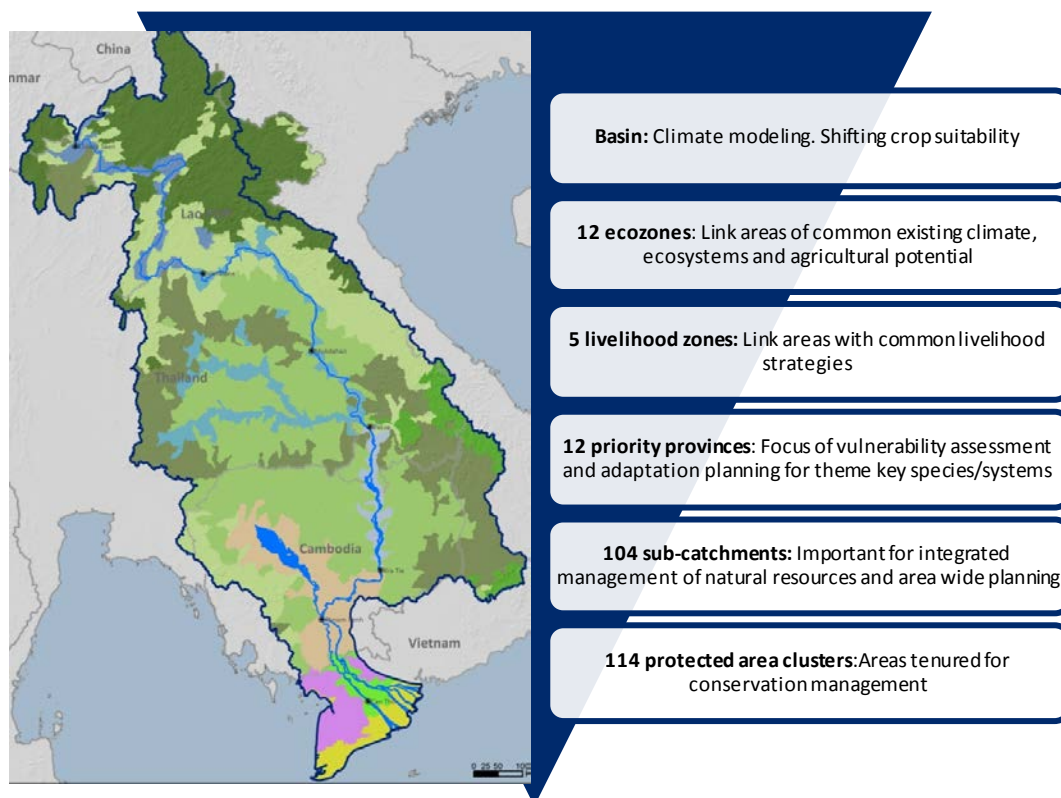 China
nmar
Lao
Thailand
Cambodia
Vietnam
0 25 50
Basin: Climate modeling. Shifting crop suitability
12 ecozones: Link areas of common existing climate,
ecosystems and agricultural potential
5 livelihood zones: Link areas with common livelihood
strategies
12 priority provinces: Focus of vulnerability assessment
and adaptation planning for theme key species/systems
104 sub-catchments: Important for integrated
management of natural resources and area wide planning
114 protected area clusters:Areas tenured for
conservation management